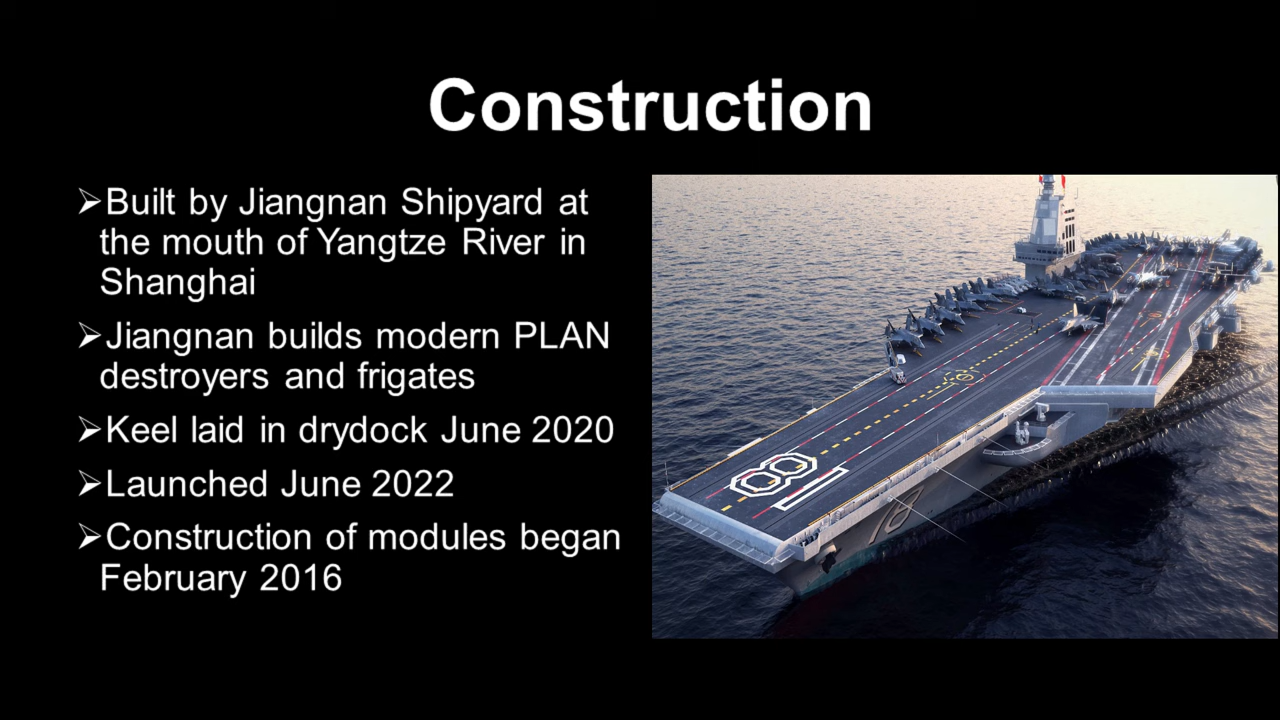 Construction
➢Built by Jiangnan Shipyard at
the mouth of Yangtze River in
Shanghai
➢Jiangnan builds modern PLAN
destroyers and frigates
➢Keel laid in drydock June 2020
➢Launched June 2022
➢Construction of modules began
February 2016
18
18